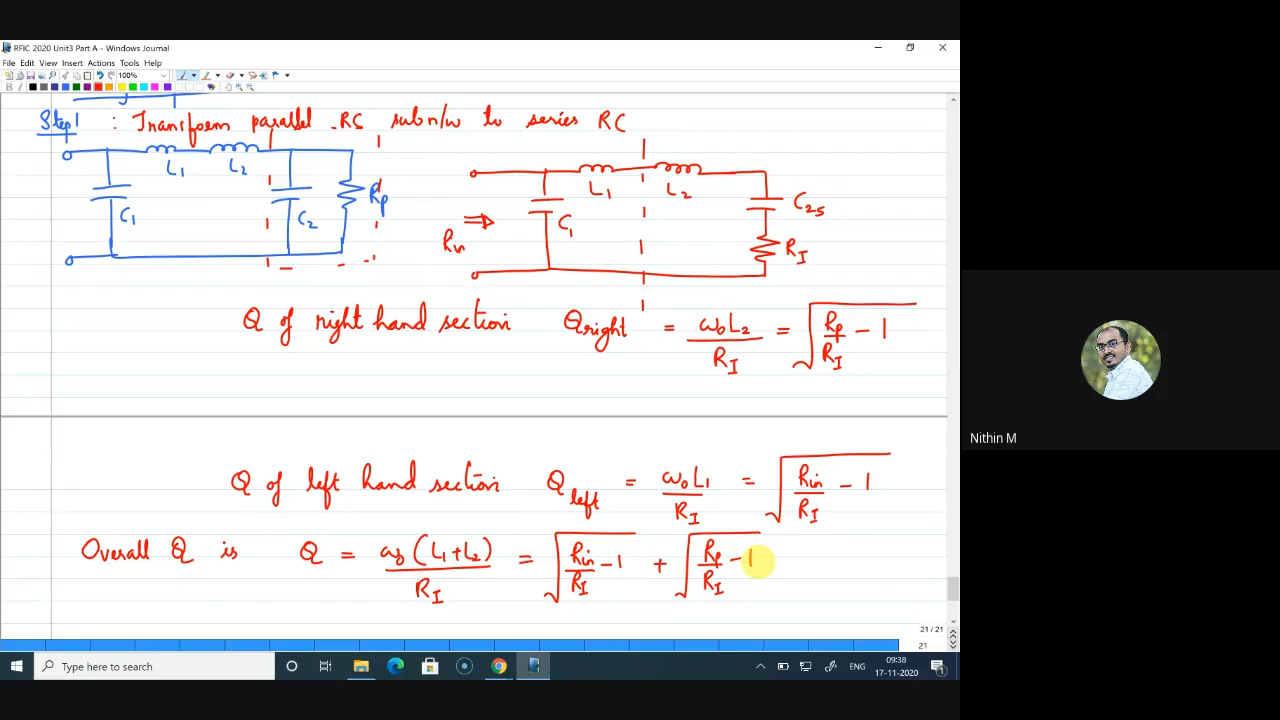 RFIC 2020 Unit3 Part A - Windows Journal
File Edit View Insert Actions Tools Help
100%
Step1 : Transform parallel RC sub n/w to series RC
L1 L2
C1 C2 Rp
L1 L2
C1 C2s
Rin ⇒ RI
Q of right hand section Qright = ω0L2/RI = √(Rp/RI - 1)
Q of left hand section Qleft = ω0L1/RI = √(Rin/RI - 1)
Overall Q is Q = ω0(L1+L2)/RI = √(Rin/RI - 1) + √(Rp/RI - 1)
21 / 21
21
Nithin M
Type here to search
ENG
09:38
17-11-2020
1